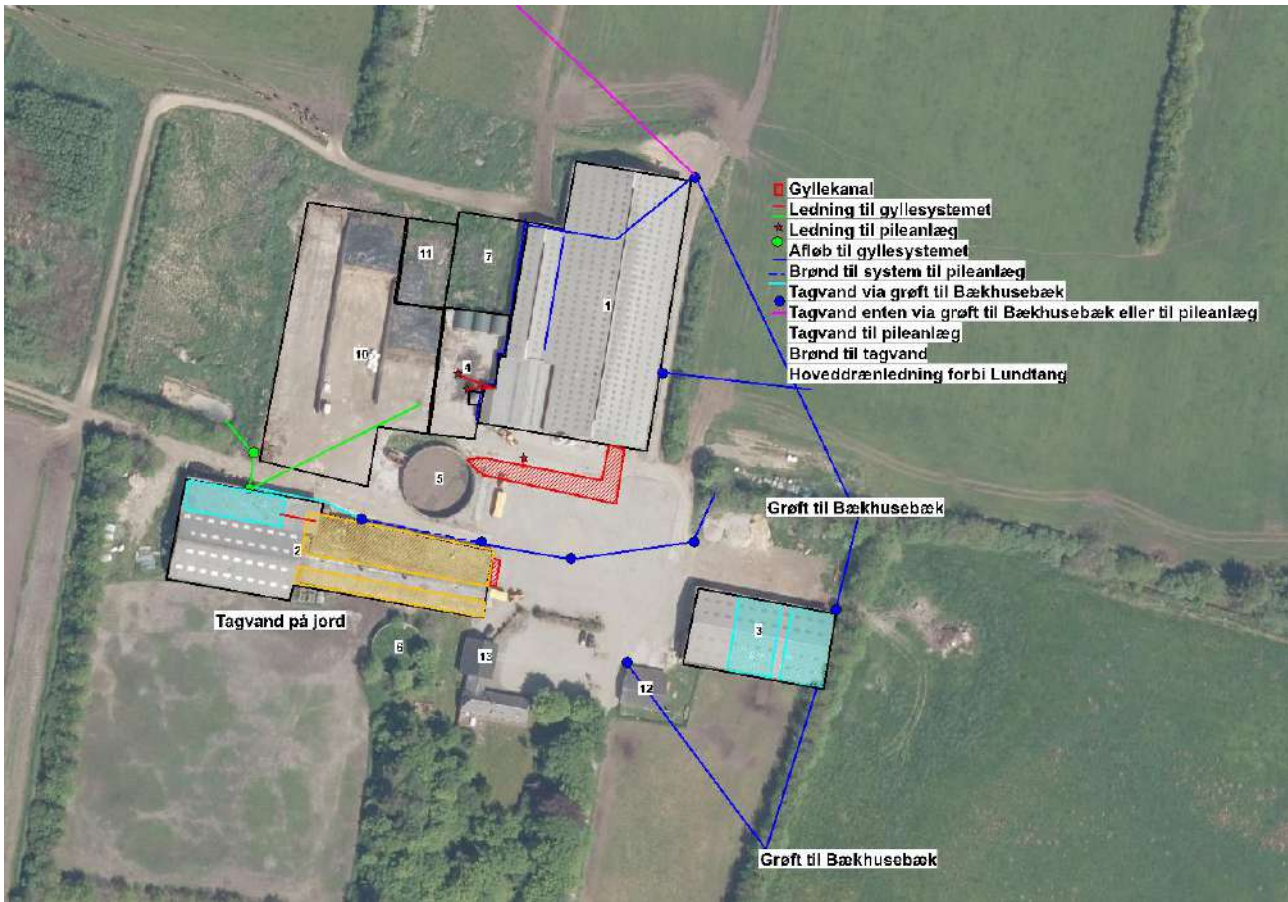 Gyllekanal
Ledning til gyllesystemet
Ledning til pileanlæg
Afløb til gyllesystemet
Brønd til system til pileanlæg
Tagvand via grøft til Bækhusebæk
Tagvand enten via grøft til Bækhusebæk eller til pileanlæg
Tagvand til pileanlæg
Brønd til tagvand
Hoveddrænledning forbi Lundtang
11
7
1
10
4
5
Grøft til Bækhusebæk
2
Tagvand på jord
3
6
13
12
Grøft til Bækhusebæk